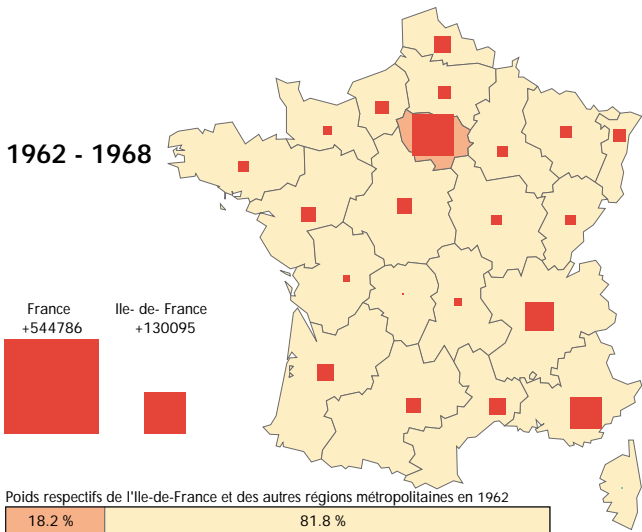 1962 - 1968
France
+544786
Ile- de- France
+130095
Poids respectifs de l'Ile-de-France et des autres régions métropolitaines en 1962
18.2 %
81.8 %